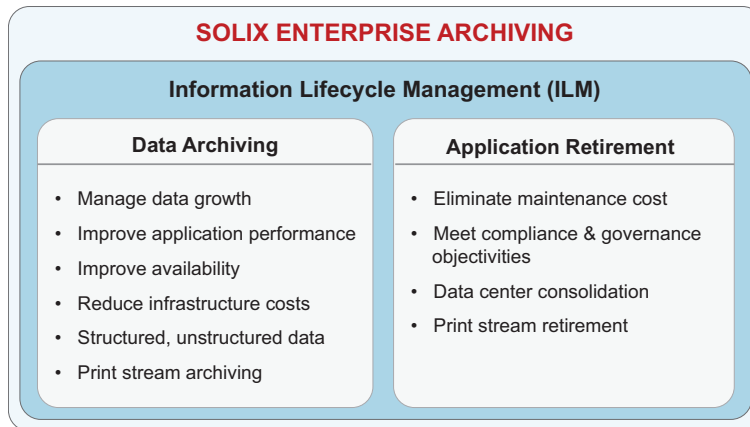 SOLIX ENTERPRISE ARCHIVING
Information Lifecycle Management (ILM)
Data Archiving
• Manage data growth
• Improve application performance
• Improve availability
• Reduce infrastructure costs
• Structured, unstructured data
• Print stream archiving
Application Retirement
• Eliminate maintenance cost
• Meet compliance & governance
objectivities
• Data center consolidation
• Print stream retirement